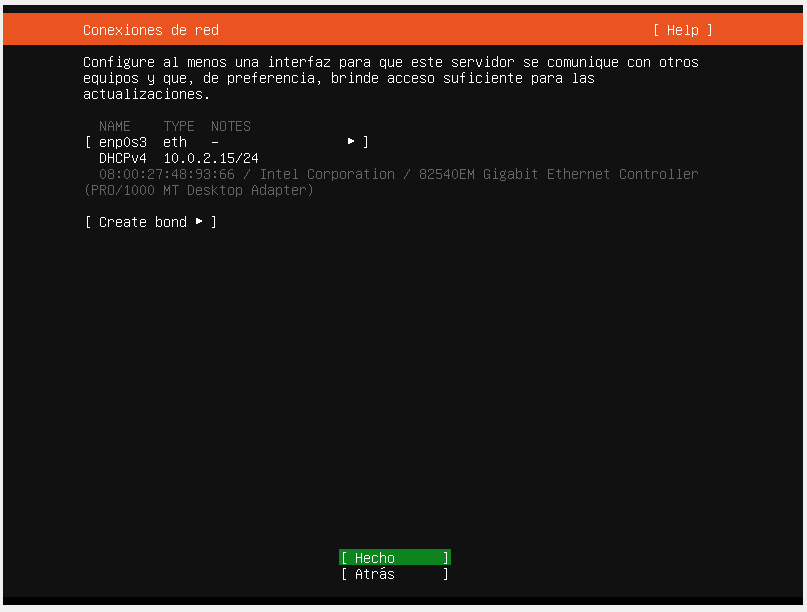 Conexiones de red [ Help ]
Configure al menos una interfaz para que este servidor se comunique con otros
equipos y que, de preferencia, brinde acceso suficiente para las
actualizaciones.
NAME TYPE NOTES
[ enp0s3 eth - ▸ ]
DHCPv4 10.0.2.15/24
08:00:27:48:93:66 / Intel Corporation / 82540EM Gigabit Ethernet Controller
(PRO/1000 MT Desktop Adapter)
[ Create bond ▸ ]
[ Hecho ]
[ Atrás ]